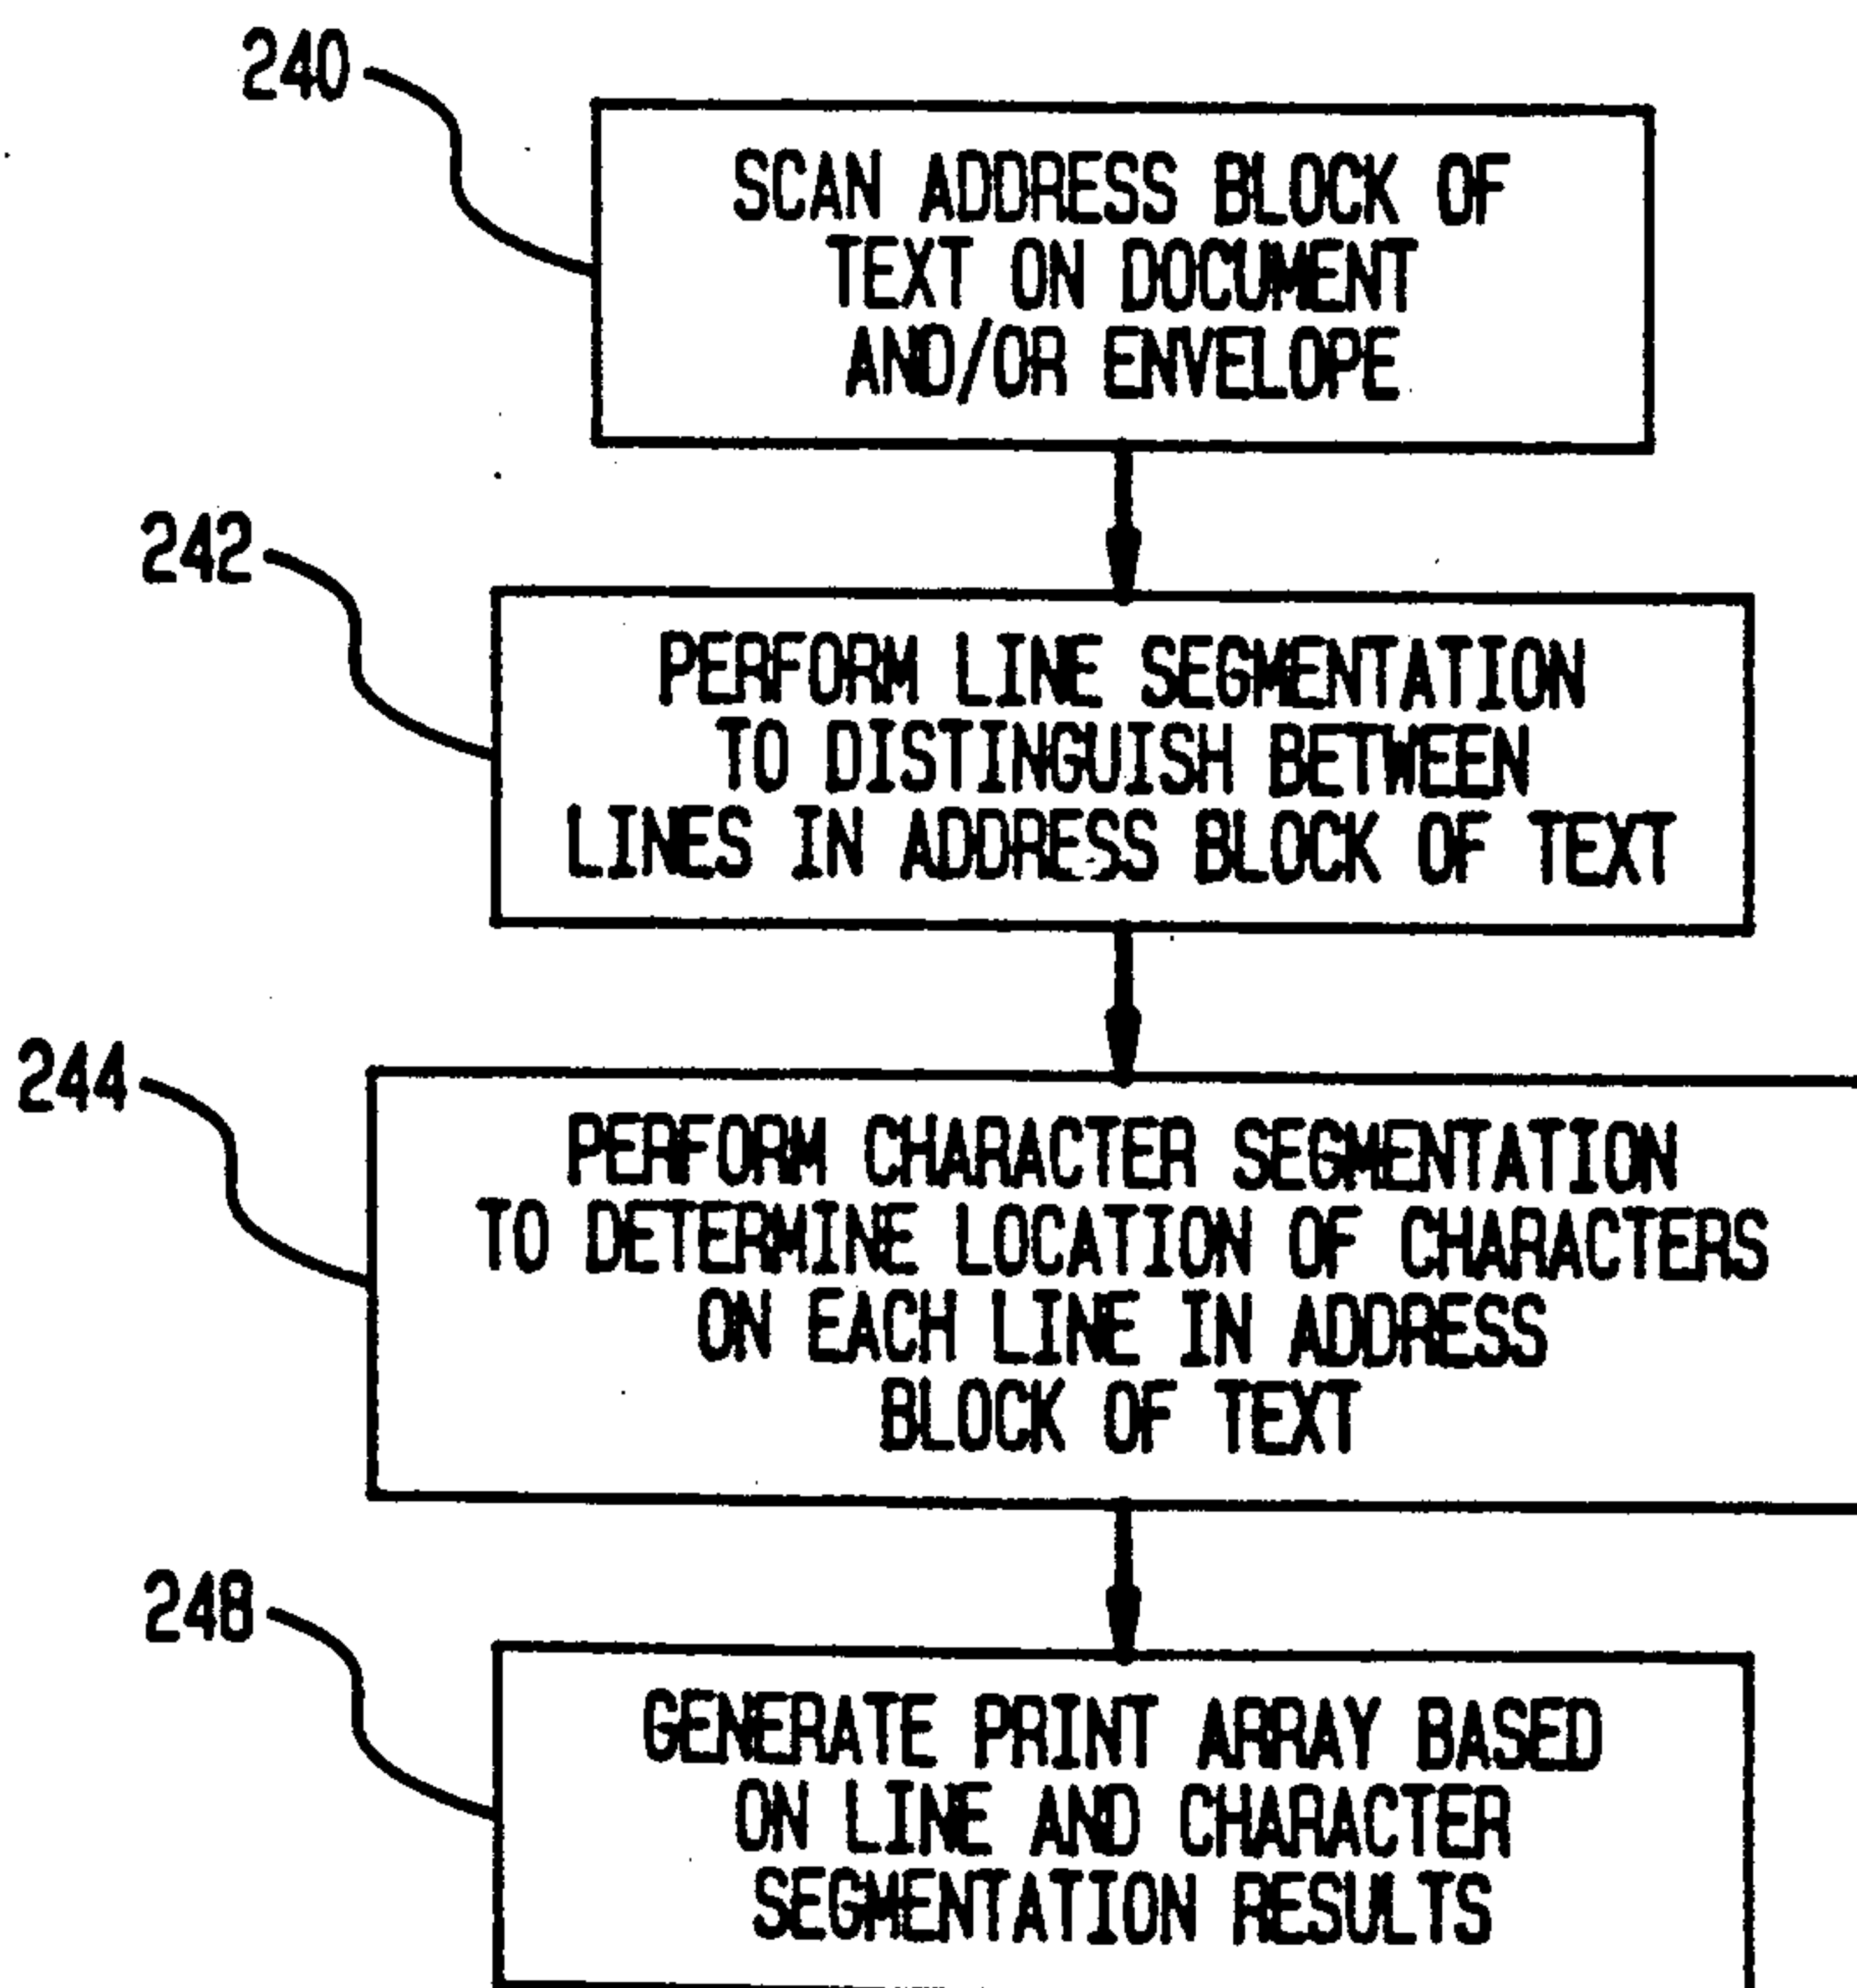 240
SCAN ADDRESS BLOCK OF
TEXT ON DOCUMENT
AND/OR ENVELOPE
242
PERFORM LINE SEGMENTATION
TO DISTINGUISH BETWEEN
LINES IN ADDRESS BLOCK OF TEXT
244
PERFORM CHARACTER SEGMENTATION
TO DETERMINE LOCATION OF CHARACTERS
ON EACH LINE IN ADDRESS
BLOCK OF TEXT
248
GENERATE PRINT ARRAY BASED
ON LINE AND CHARACTER
SEGMENTATION RESULTS